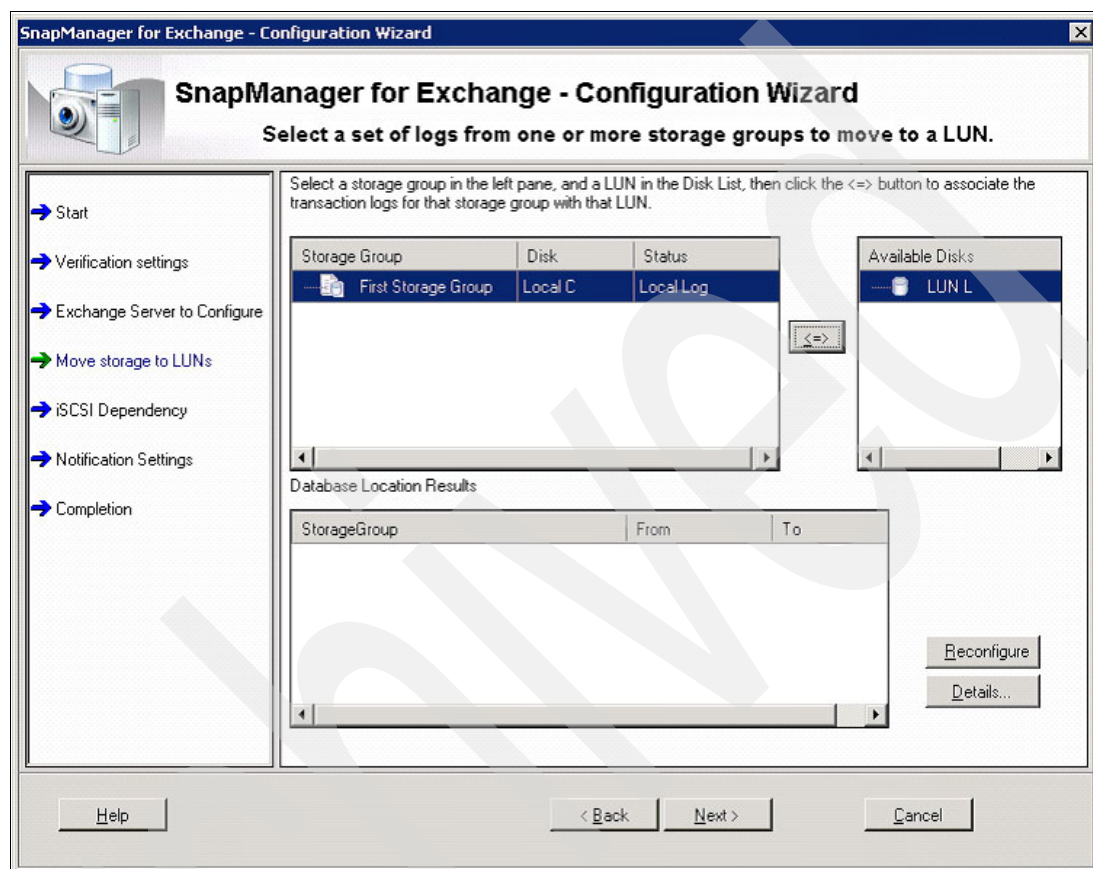 SnapManager for Exchange - Configuration Wizard
SnapManager for Exchange - Configuration Wizard
Select a set of logs from one or more storage groups to move to a LUN.
Start
Verification settings
Exchange Server to Configure
Move storage to LUNs
iSCSI Dependency
Notification Settings
Completion
Select a storage group in the left pane, and a LUN in the Disk List, then click the <=> button to associate the
transaction logs for that storage group with that LUN.
Storage Group Disk Status
First Storage Group Local C Local Log
<=>
Available Disks
LUN L
Database Location Results
StorageGroup From To
Reconfigure
Details...
Help
< Back
Next >
Cancel